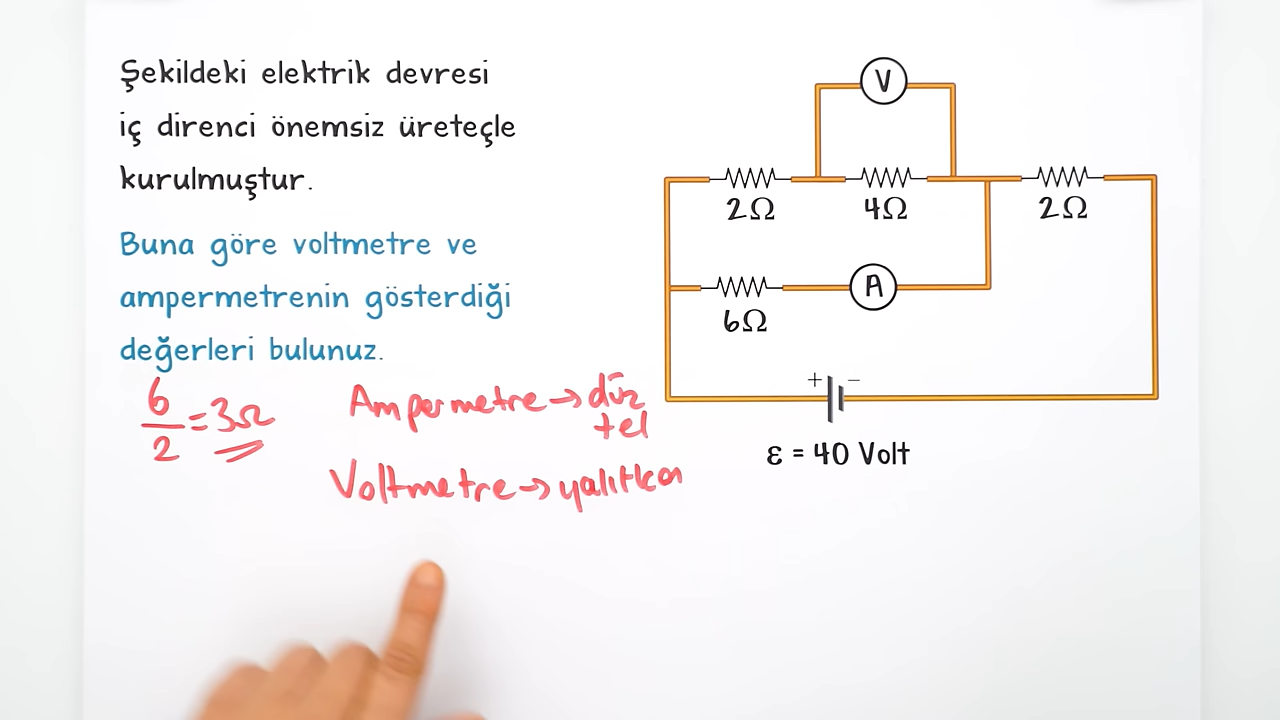 Şekildeki elektrik devresi
iç direnci önemsiz üreteçle
kurulmuştur.
Buna göre voltmetre ve
ampermetrenin gösterdiği
değerleri bulunuz.
6
2
=3Ω
Ampermetre→düz
tel
Voltmetre→yalıtkan
V
2Ω
4Ω
2Ω
A
6Ω
+ −
ε = 40 Volt